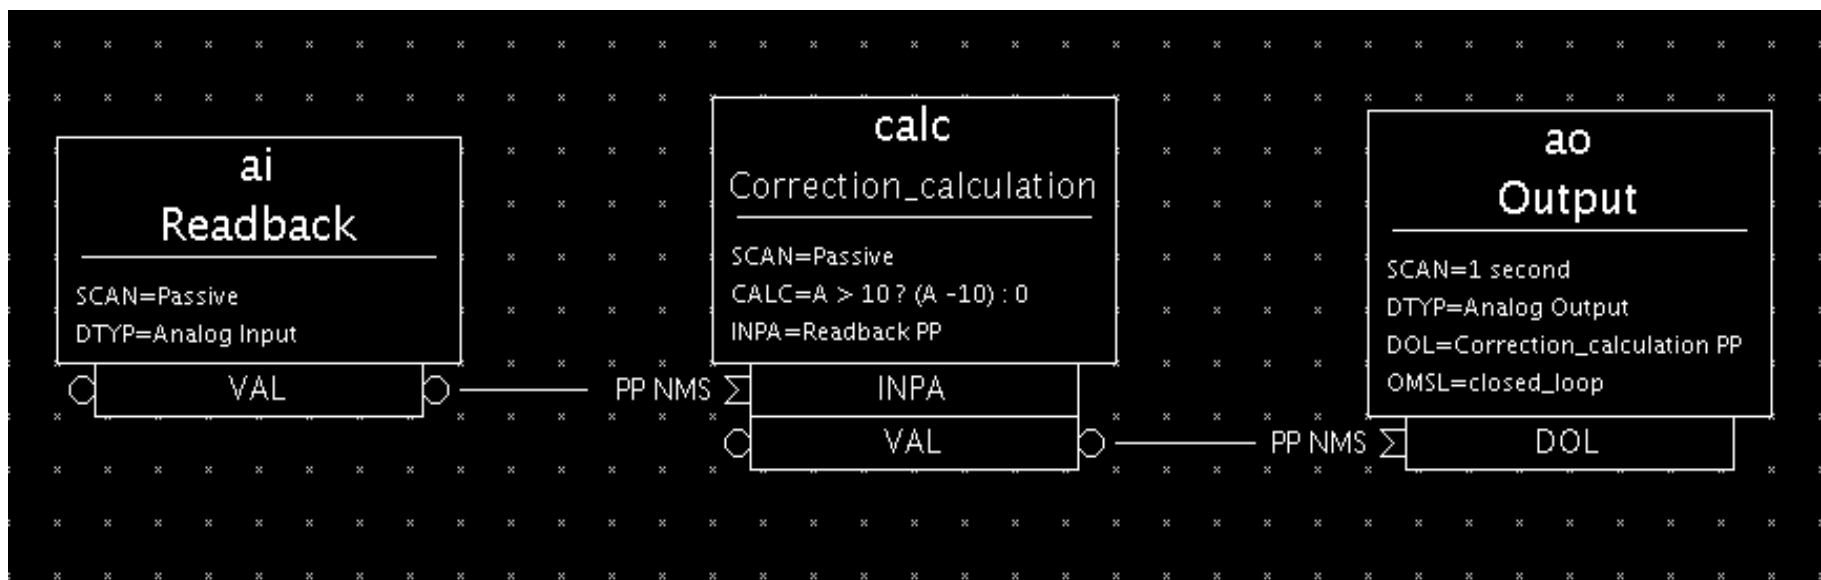 ai
Readback
SCAN=Passive
DTYP=Analog Input
VAL
calc
Correction_calculation
SCAN=Passive
CALC=A > 10 ? (A -10) : 0
INPA=Readback PP
PP NMS
INPA
VAL
ao
Output
SCAN=1 second
DTYP=Analog Output
DOL=Correction_calculation PP
OMSL=closed_loop
PP NMS
DOL